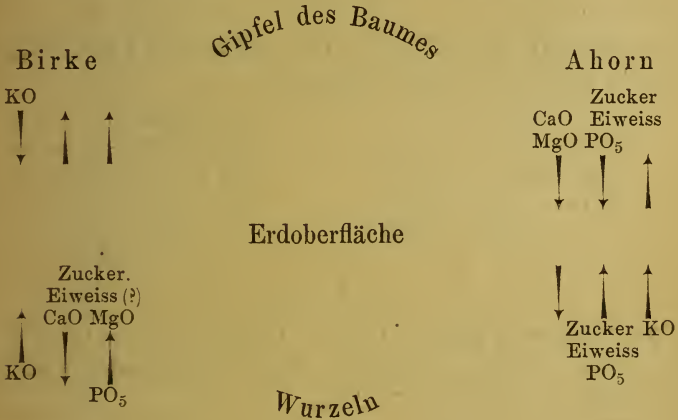 Gipfel des Baumes
Birke
Ahorn
KO
Zucker
CaO Eiweiss
MgO PO₅
Erdoberfläche
Zucker.
Eiweiss (?)
CaO MgO
KO
PO₅
Zucker KO
Eiweiss
PO₅
Wurzeln